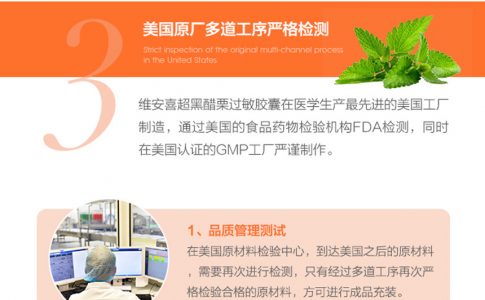 3
美国原厂多道工序严格检测
Strict inspection of the original multi-channel process
in the United States
维安喜超黑醋栗过敏胶囊在医学生产最先进的美国工厂
制造，通过美国的食品药物检验机构FDA检测，同时
在美国认证的GMP工厂严谨制作。
1、品质管理测试
在美国原材料检验中心，到达美国之后的原材料
，需要再次进行检测，只有经过多道工序再次严
格检验合格的原材料，方可进行成品充装。